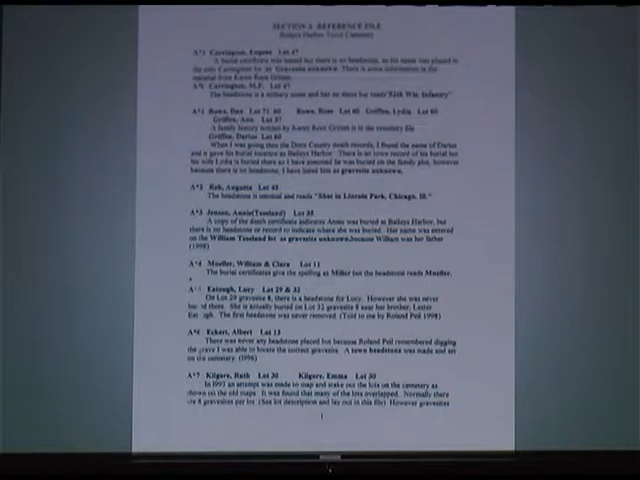 SECTION A REFERENCE FILE
Baileys Harbor Town Cemetery
A*1 Carrington, Eugene Lot 47
A burial certificate was issued but there is no headstone, so his name was placed in
the only Carrington lot as Gravesite unknown. There is some information in the
material from Karen Rowe
Carrington, M.F. Lot 47
The headstone is a military stone and has no dates but reads "52th Wis. Infantry"
A*1 Rowe, Dan Lot 71 60 Rowe, Rose Lot 60 Griffee, Lydia Lot 60
Griffee, Ann Lot 37
A family history written by Karen Rowe is in the cemetery file
Griffee, Darius Lot 60
When I was going thru the Door County death records, I found the name of Darius
and it gave his burial location as Baileys Harbor. There is no town record of his burial but
his wife Lydia is buried there so I have assumed he was buried on the family plot, however
because there is no headstone, I have listed him as gravesite unknown.
A*2 Reh, Augusta Lot 45
The headstone is unusual and reads "Shot in Lincoln Park, Chicago, Ill."
A*3 Jensen, Annie(Toseland) Lot 38
A copy of the death certificate indicates Annie was buried at Baileys Harbor, but
there is no headstone or record to indicate where she was buried. Her name was entered
on the William Toseland lot as gravesite unknown, because William was her father
(1998)
A*4 Moeller, William & Clara Lot 11
The burial certificates give the spelling as Miller but the headstone reads Moeller.
Eatough, Lucy Lot 29 & 32
On Lot 29 gravesite 8, there is a headstone for Lucy. However she was never
there. She is actually buried on Lot 32 gravesite 8 near her brother, Lester
The first headstone was never removed. (Told to me by Roland Peil 1998)
A*6 Eckert, Albert Lot 13
There was never any headstone placed but because Roland Peil remembered digging
the grave I was able to locate the correct gravesite. A town headstone was made and set
on the cemetery. (1996)
A*7 Kilgore, Ruth Lot 30 Kilgore, Emma Lot 30
In 1993 an attempt was made to map and stake out the lots on the cemetery as
shown on the old maps. It was found that many of the lots overlapped. Normally there
are 8 gravesites per lot. (See lot description and lay out in this file) However gravesites
1